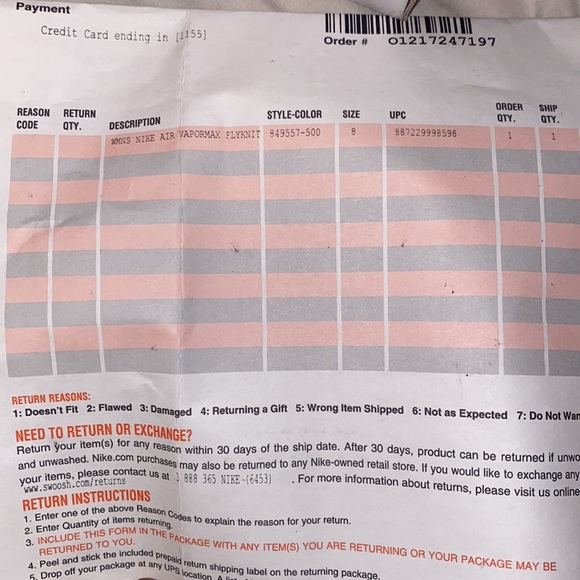 Payment
Credit Card ending in [1155]
Order # 01217247197
REASON CODE RETURN QTY. DESCRIPTION STYLE-COLOR SIZE UPC ORDER QTY. SHIP QTY.
WMNS NIKE AIR VAPORMAX FLYKNIT 849557-500 8 887229998598 1 1
RETURN REASONS:
1: Doesn't Fit 2: Flawed 3: Damaged 4: Returning a Gift 5: Wrong Item Shipped 6: Not as Expected 7: Do Not Wan
NEED TO RETURN OR EXCHANGE?
Return your item(s) for any reason within 30 days of the ship date. After 30 days, product can be returned if unwo
and unwashed. Nike.com purchases may also be returned to any Nike-owned retail store. If you would like to exchange any
your items, please contact us at 1 888 365 NIKE-(6453) . For more information about returns, please visit us online
www.swoosh.com/returns
RETURN INSTRUCTIONS
1. Enter one of the above Reason Codes to explain the reason for your return.
2. Enter Quantity of items returning.
3. INCLUDE THIS FORM IN THE PACKAGE WITH ANY ITEM(S) YOU ARE RETURNING OR YOUR PACKAGE MAY BE
RETURNED TO YOU.
4. Peel and stick the included prepaid return shipping label on the returning package.
5. Drop off your package at any UPS location. A